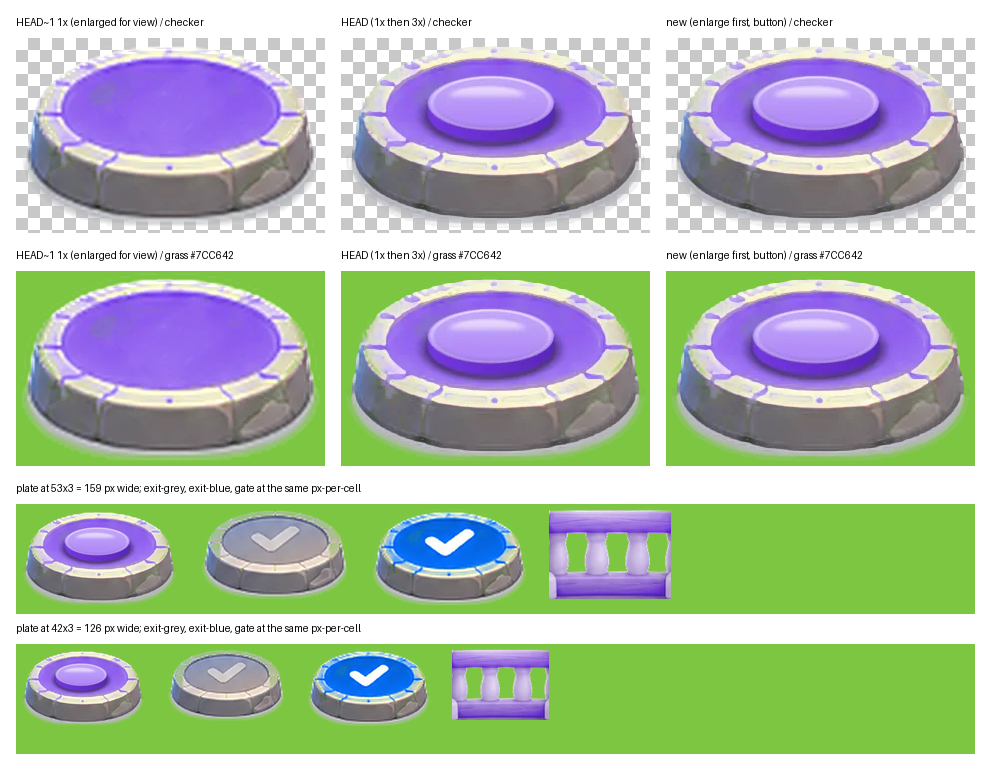 HEAD~1 1x (enlarged for view) / checker
HEAD (1x then 3x) / checker
new (enlarge first, button) / checker
HEAD~1 1x (enlarged for view) / grass #7CC642
HEAD (1x then 3x) / grass #7CC642
new (enlarge first, button) / grass #7CC642
plate at 53x3 = 159 px wide; exit-grey, exit-blue, gate at the same px-per-cell
plate at 42x3 = 126 px wide; exit-grey, exit-blue, gate at the same px-per-cell